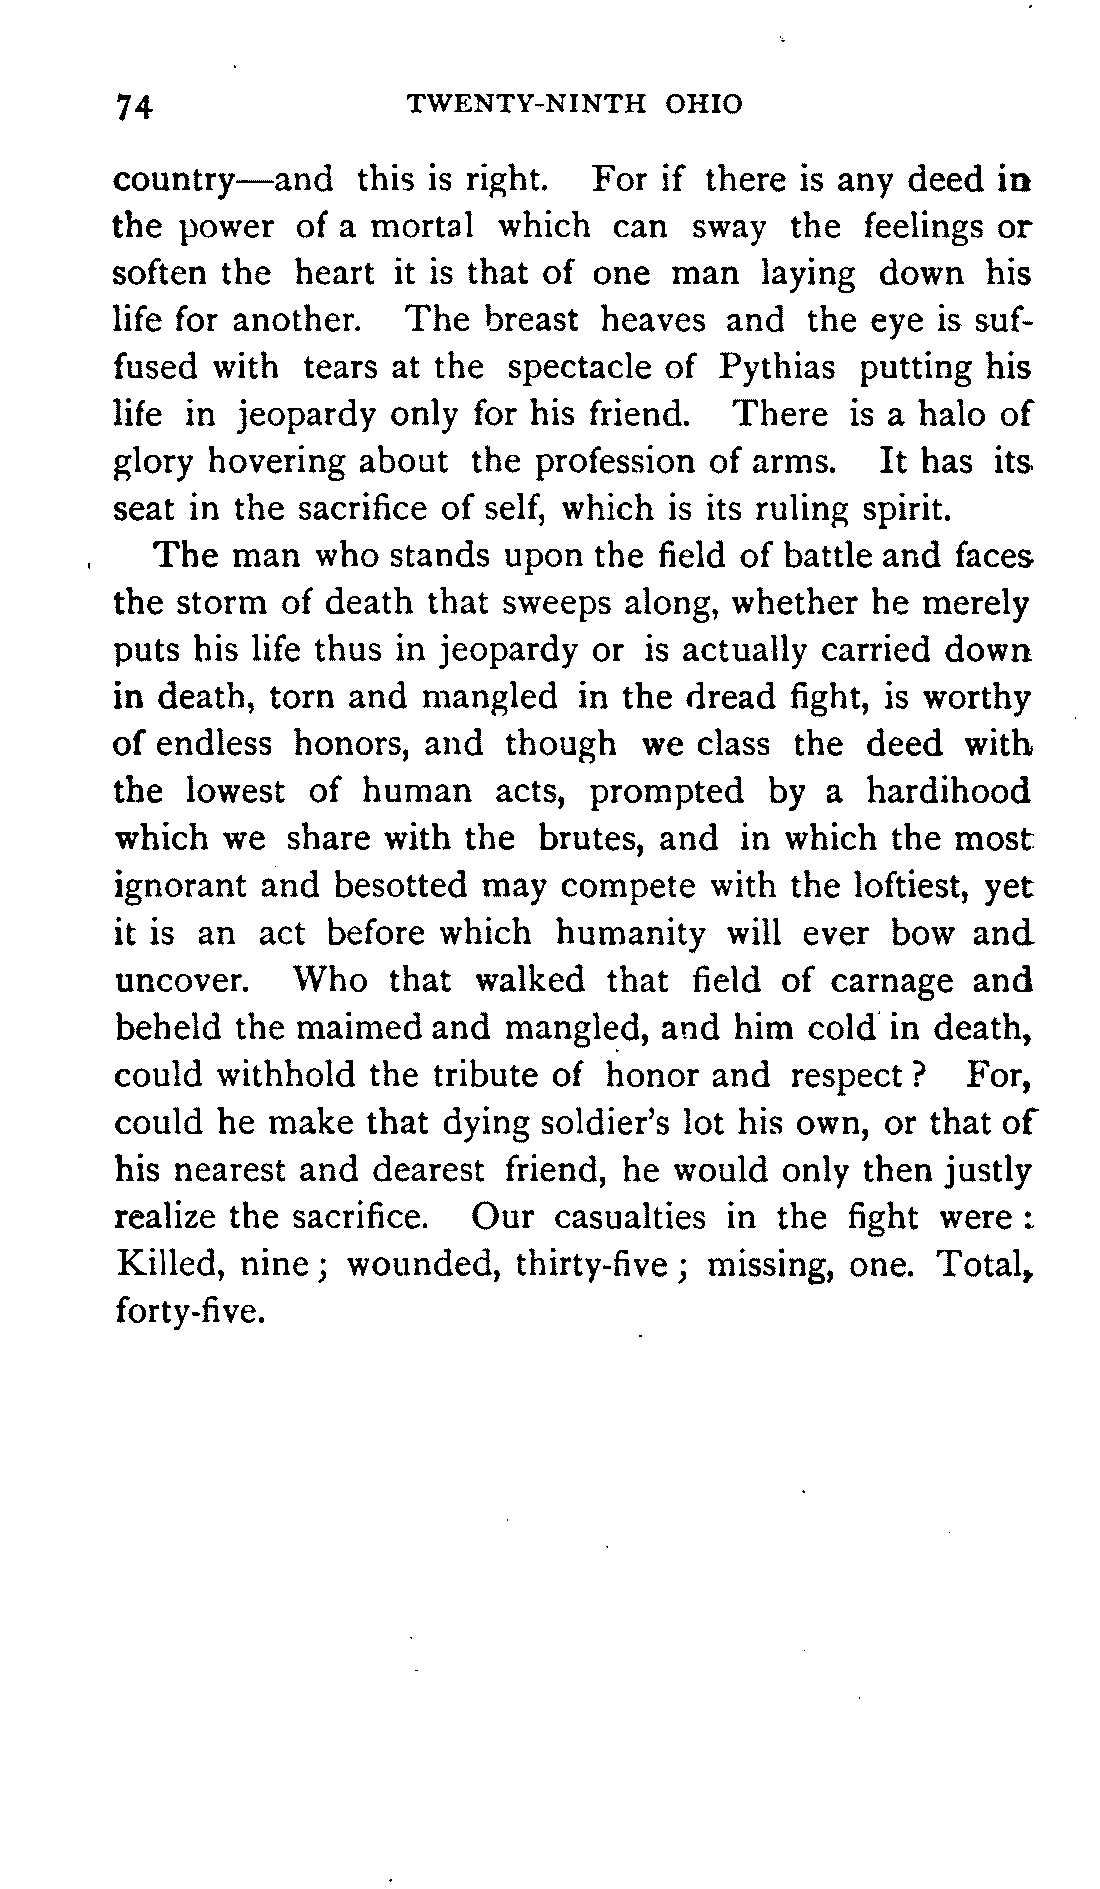 74 TWENTY-NINTH OHIO
country—and this is right. For if there is any deed in
the power of a mortal which can sway the feelings or
soften the heart it is that of one man laying down his
life for another. The breast heaves and the eye is suf-
fused with tears at the spectacle of Pythias putting his
life in jeopardy only for his friend. There is a halo of
glory hovering about the profession of arms. It has its
seat in the sacrifice of self, which is its ruling spirit.
The man who stands upon the field of battle and faces
the storm of death that sweeps along, whether he merely
puts his life thus in jeopardy or is actually carried down
in death, torn and mangled in the dread fight, is worthy
of endless honors, and though we class the deed with
the lowest of human acts, prompted by a hardihood
which we share with the brutes, and in which the most
ignorant and besotted may compete with the loftiest, yet
it is an act before which humanity will ever bow and
uncover. Who that walked that field of carnage and
beheld the maimed and mangled, and him cold in death,
could withhold the tribute of honor and respect ? For,
could he make that dying soldier's lot his own, or that of
his nearest and dearest friend, he would only then justly
realize the sacrifice. Our casualties in the fight were :
Killed, nine ; wounded, thirty-five ; missing, one. Total,
forty-five.